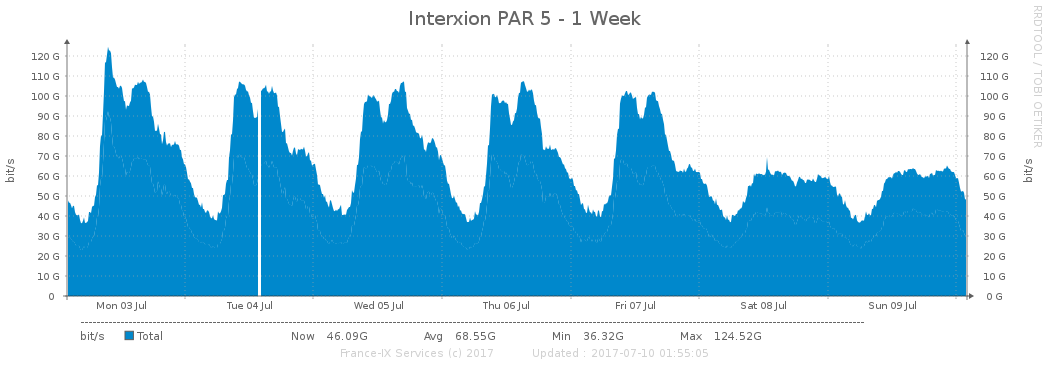 Interxion PAR 5 - 1 Week
RRDTOOL / TOBI OETIKER
bit/s
bit/s
120 G 120 G
110 G 110 G
100 G 100 G
90 G 90 G
80 G 80 G
70 G 70 G
60 G 60 G
50 G 50 G
40 G 40 G
30 G 30 G
20 G 20 G
10 G 10 G
0 0 G
Mon 03 Jul Tue 04 Jul Wed 05 Jul Thu 06 Jul Fri 07 Jul Sat 08 Jul Sun 09 Jul
bit/s Total Now 46.09G Avg 68.55G Min 36.32G Max 124.52G
France-IX Services (c) 2017 Updated : 2017-07-10 01:55:05